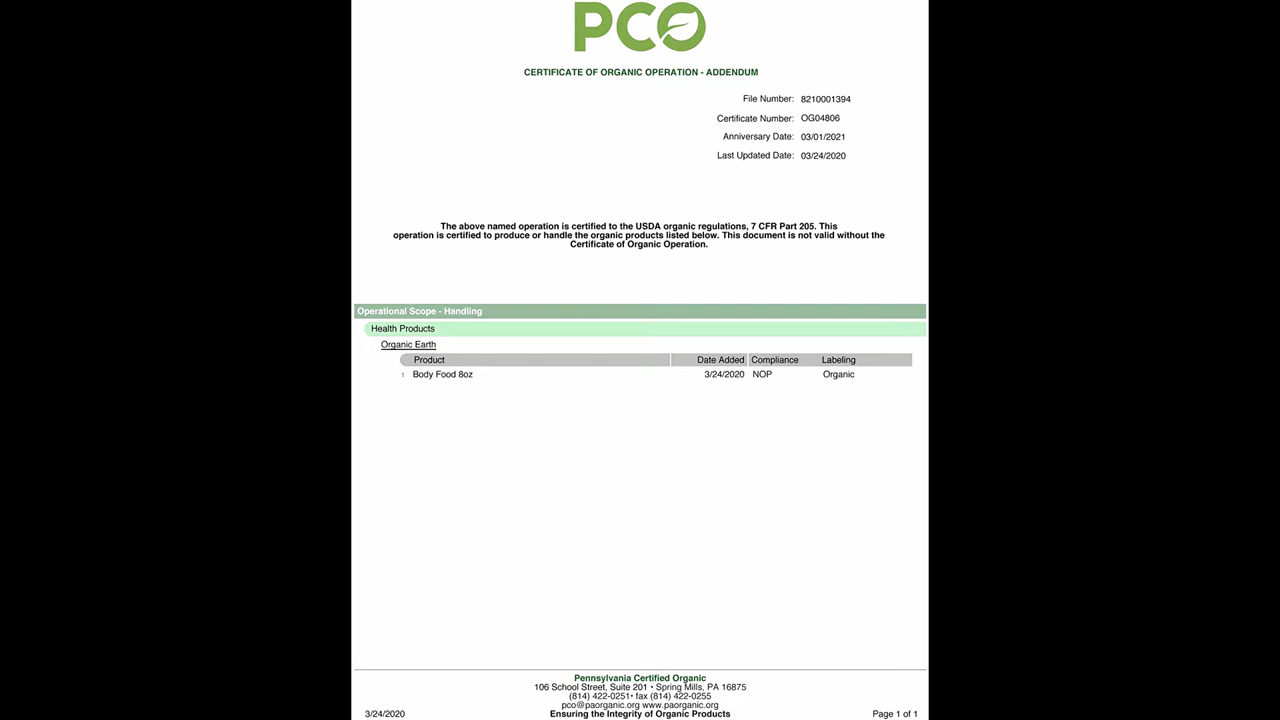 PCO
CERTIFICATE OF ORGANIC OPERATION - ADDENDUM
File Number: 8210001394
Certificate Number: OG04806
Anniversary Date: 03/01/2021
Last Updated Date: 03/24/2020
The above named operation is certified to the USDA organic regulations, 7 CFR Part 205. This
operation is certified to produce or handle the organic products listed below. This document is not valid without the
Certificate of Organic Operation.
Operational Scope - Handling
Health Products
Organic Earth
Product Date Added Compliance Labeling
1 Body Food 8oz 3/24/2020 NOP Organic
Pennsylvania Certified Organic
106 School Street, Suite 201 • Spring Mills, PA 16875
(814) 422-0251• fax (814) 422-0255
pco@paorganic.org www.paorganic.org
3/24/2020 Ensuring the Integrity of Organic Products Page 1 of 1